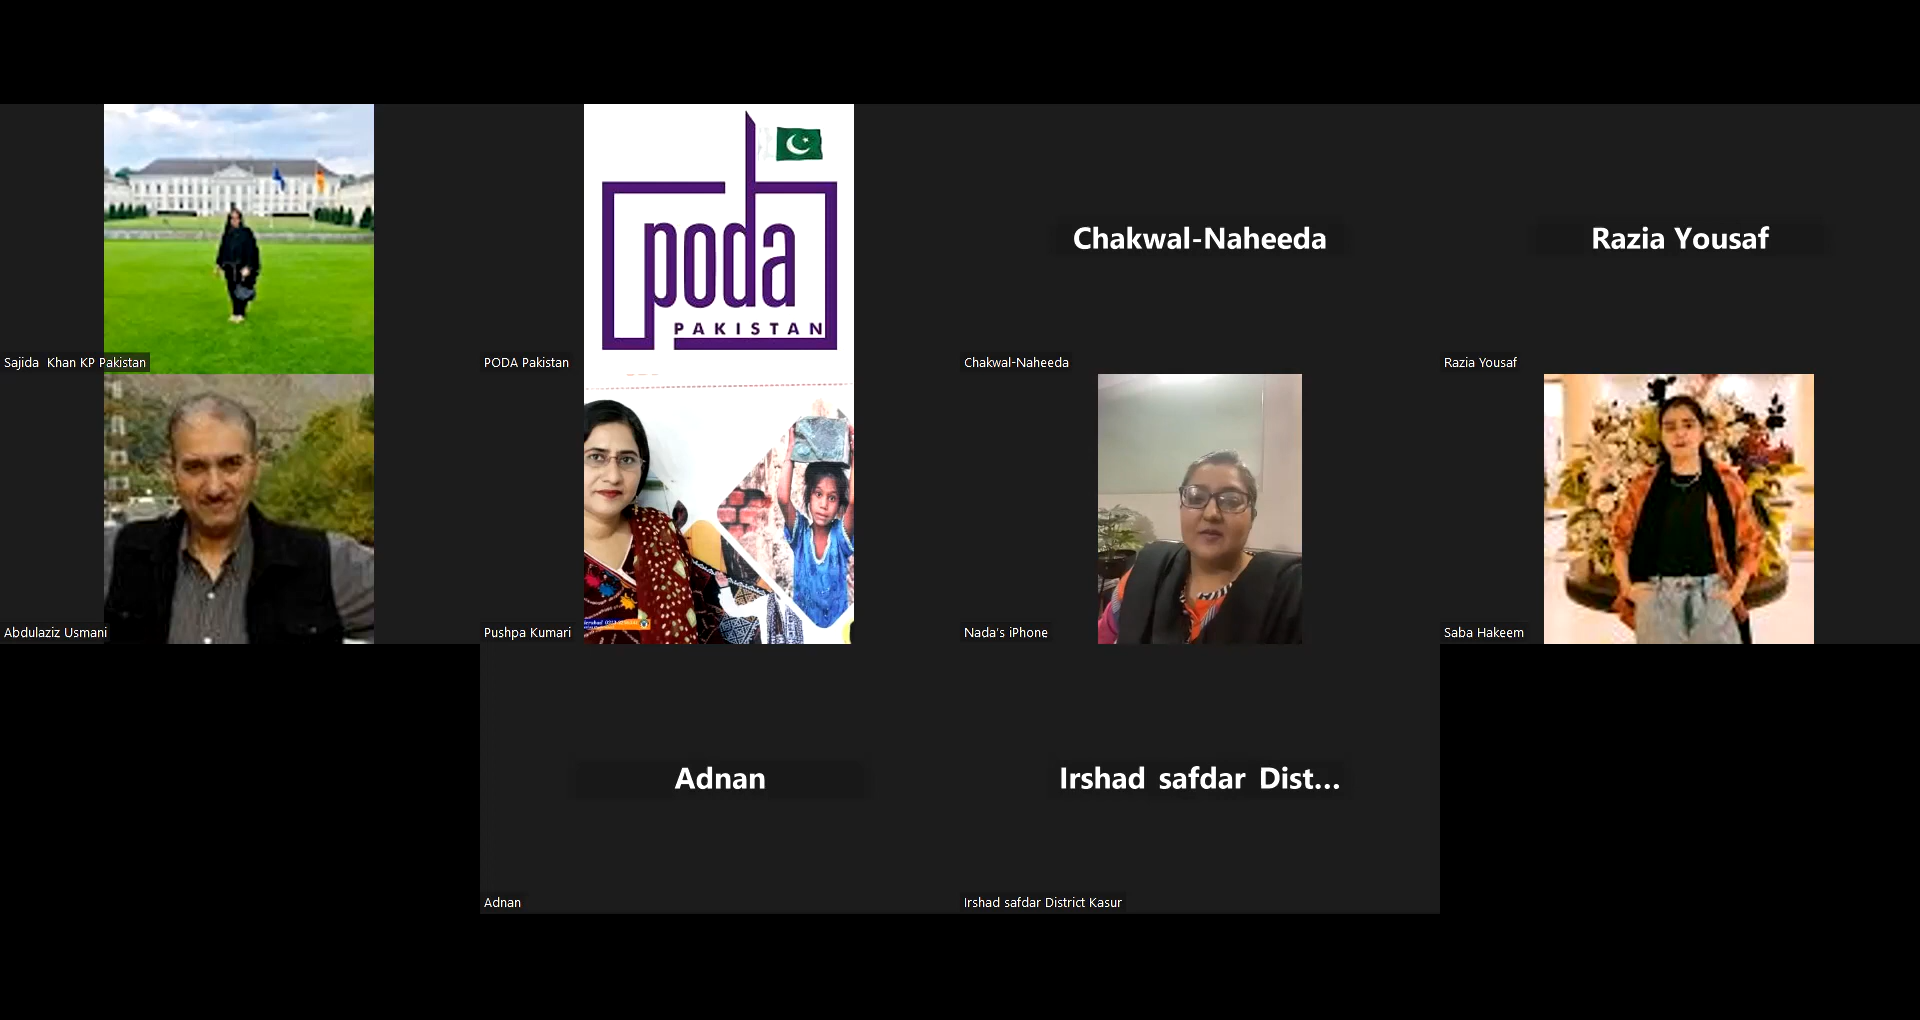 poda
PAKISTAN
Chakwal-Naheeda
Razia Yousaf
Sajida Khan KP Pakistan
PODA Pakistan
Chakwal-Naheeda
Razia Yousaf
Abdulaziz Usmani
Pushpa Kumari
Nada's iPhone
Saba Hakeem
Adnan
Irshad safdar Dist...
Adnan
Irshad safdar District Kasur